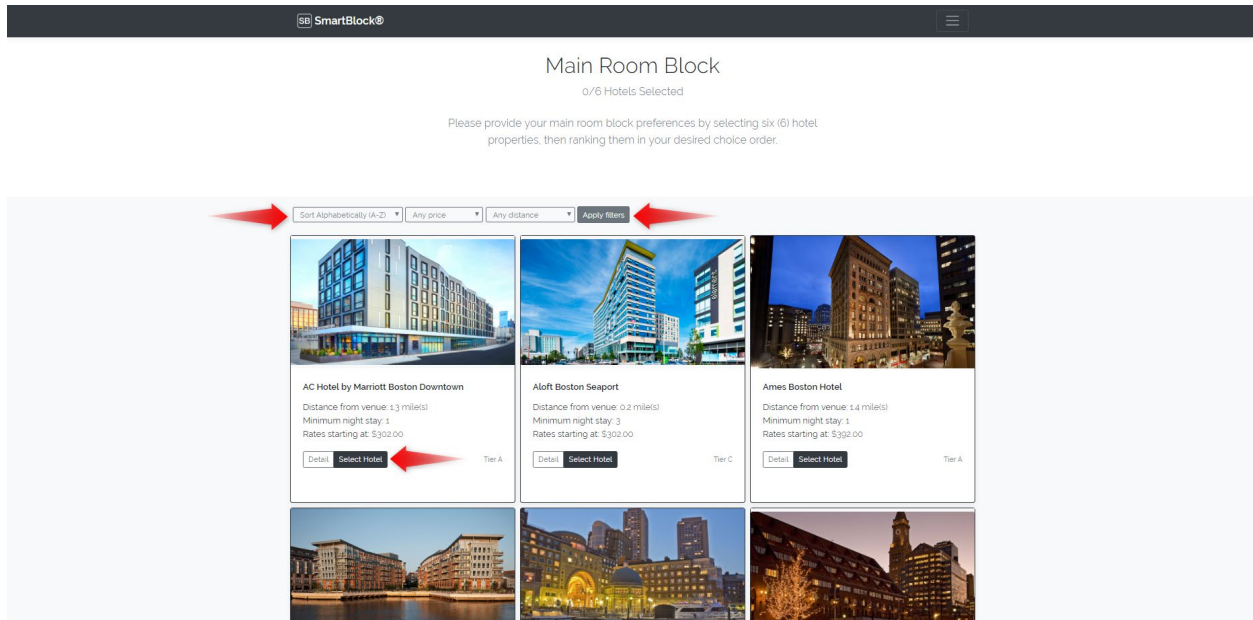 SB SmartBlock®
Main Room Block
0/6 Hotels Selected
Please provide your main room block preferences by selecting six (6) hotel
properties, then ranking them in your desired choice order.
Sort Alphabetically (A-Z) Any price Any distance Apply filters
AC Hotel by Marriott Boston Downtown
Distance from venue: 1.3 mile(s)
Minimum night stay: 1
Rates starting at: $302.00
Detail Select Hotel Tier A
element
Aloft Boston Seaport
Distance from venue: 0.2 mile(s)
Minimum night stay: 3
Rates starting at: $302.00
Detail Select Hotel Tier C
Ames Boston Hotel
Distance from venue: 1.4 mile(s)
Minimum night stay: 1
Rates starting at: $392.00
Detail Select Hotel Tier A